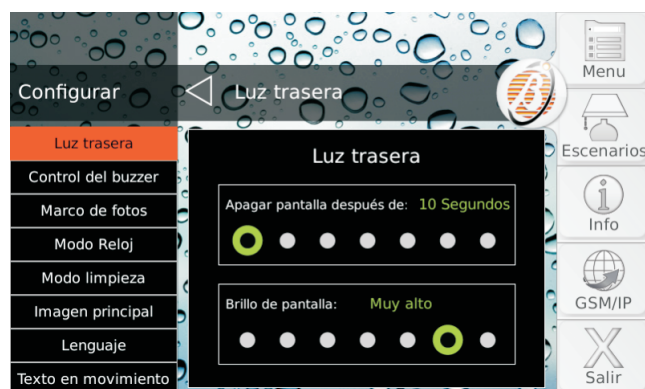 Configurar
Luz trasera
Luz trasera
Control del buzzer
Marco de fotos
Modo Reloj
Modo limpieza
Imagen principal
Lenguaje
Texto en movimiento
Luz trasera
Apagar pantalla después de: 10 Segundos
Brillo de pantalla: Muy alto
Menu
Escenarios
Info
GSM/IP
Salir